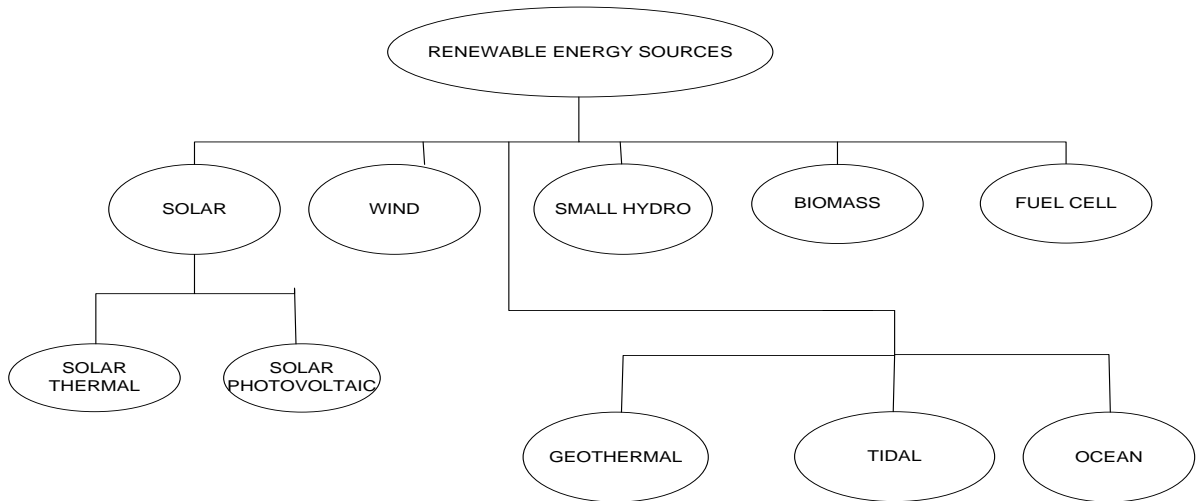 RENEWABLE ENERGY SOURCES
SOLAR
WIND
SMALL HYDRO
BIOMASS
FUEL CELL
SOLAR
THERMAL
SOLAR
PHOTOVOLTAIC
GEOTHERMAL
TIDAL
OCEAN